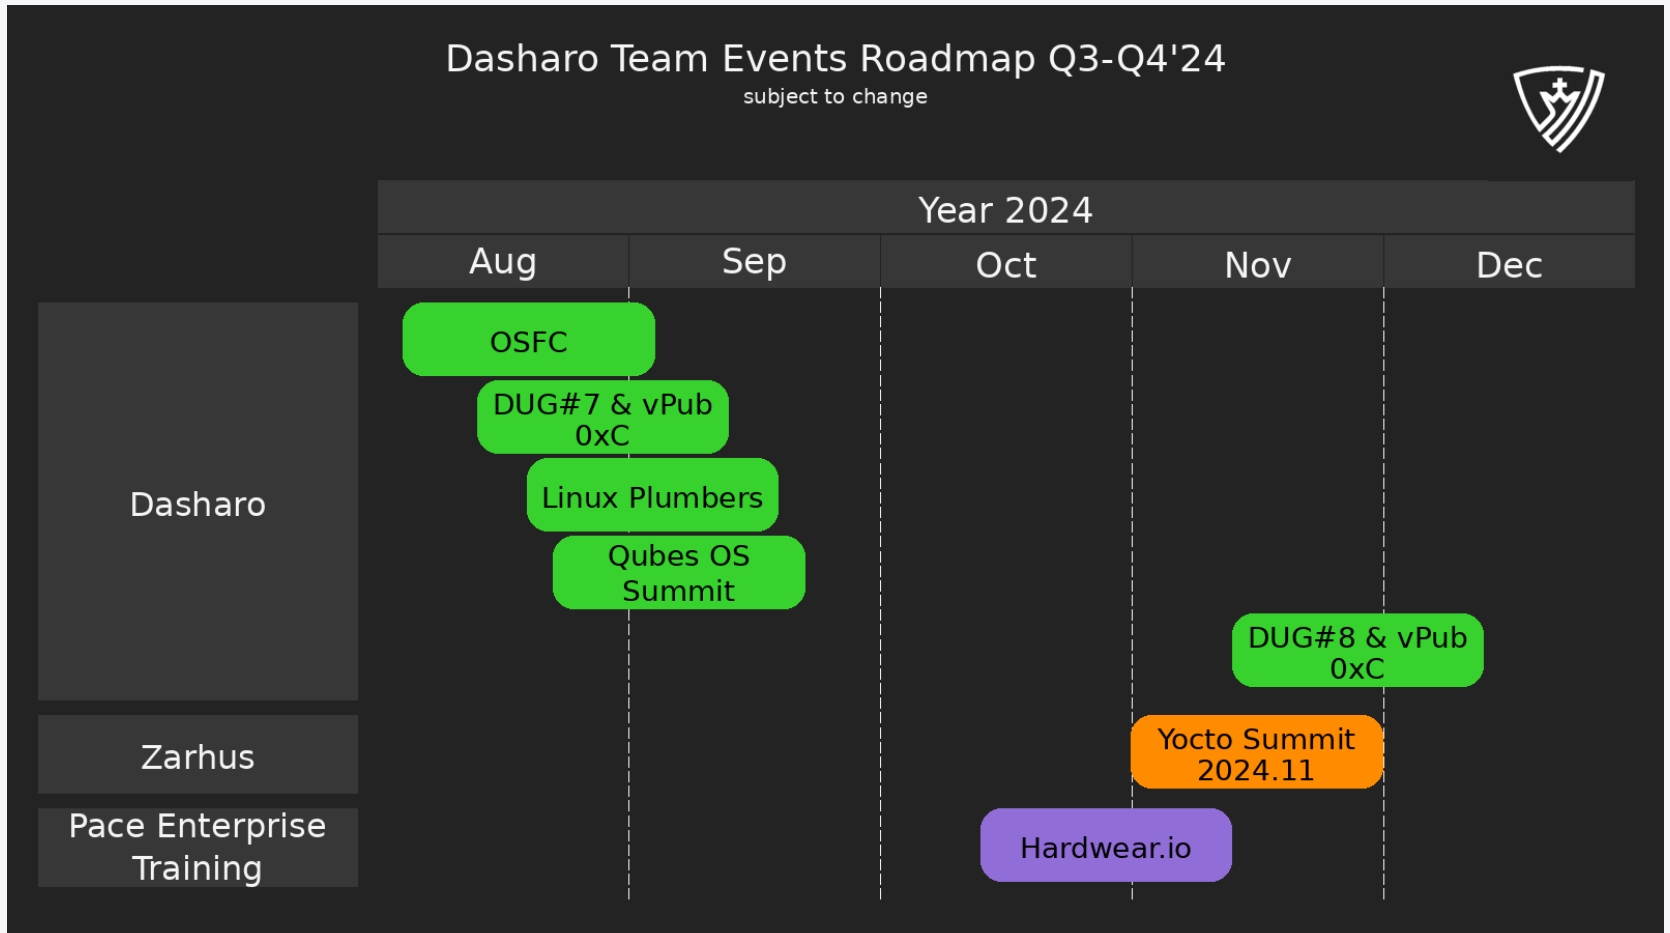 Dasharo Team Events Roadmap Q3-Q4'24
subject to change
Year 2024
Aug
Sep
Oct
Nov
Dec
Dasharo
OSFC
DUG#7 & vPub
0xC
Linux Plumbers
Qubes OS
Summit
DUG#8 & vPub
0xC
Zarhus
Yocto Summit
2024.11
Pace Enterprise
Training
Hardwear.io